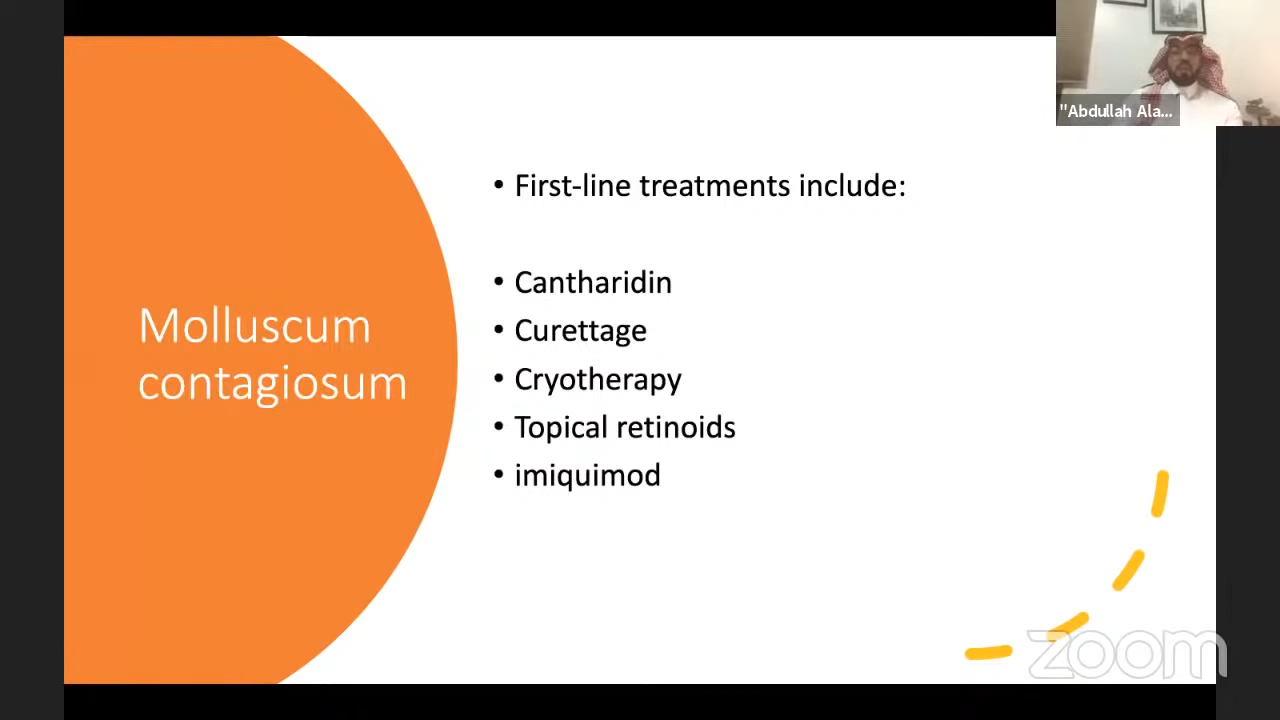 "Abdullah Ala...
• First-line treatments include:
Molluscum
contagiosum
• Cantharidin
• Curettage
• Cryotherapy
• Topical retinoids
• imiquimod
zoom